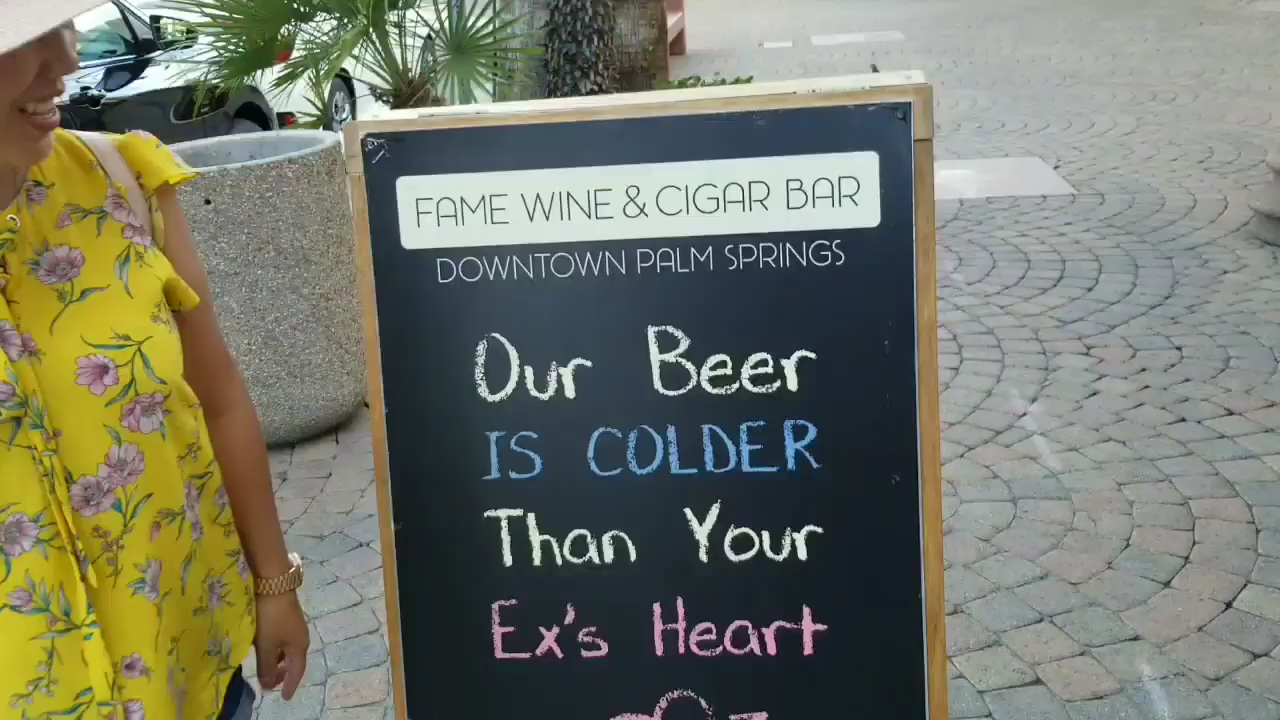 FAME WINE & CIGAR BAR
DOWNTOWN PALM SPRINGS
Our Beer
IS COLDER
Than Your
Ex's Heart